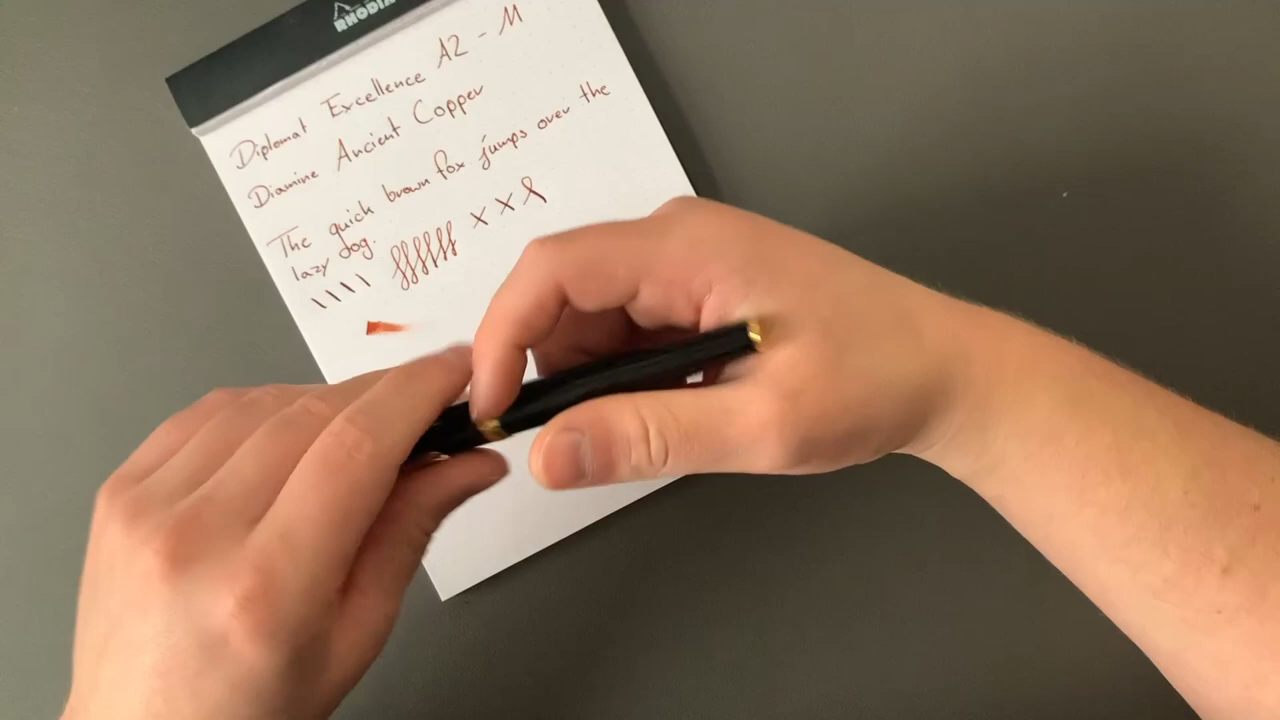 RHODIA
Diplomat Excellence A2 - M
Diamine Ancient Copper
The quick brown fox jumps over the
lazy dog.